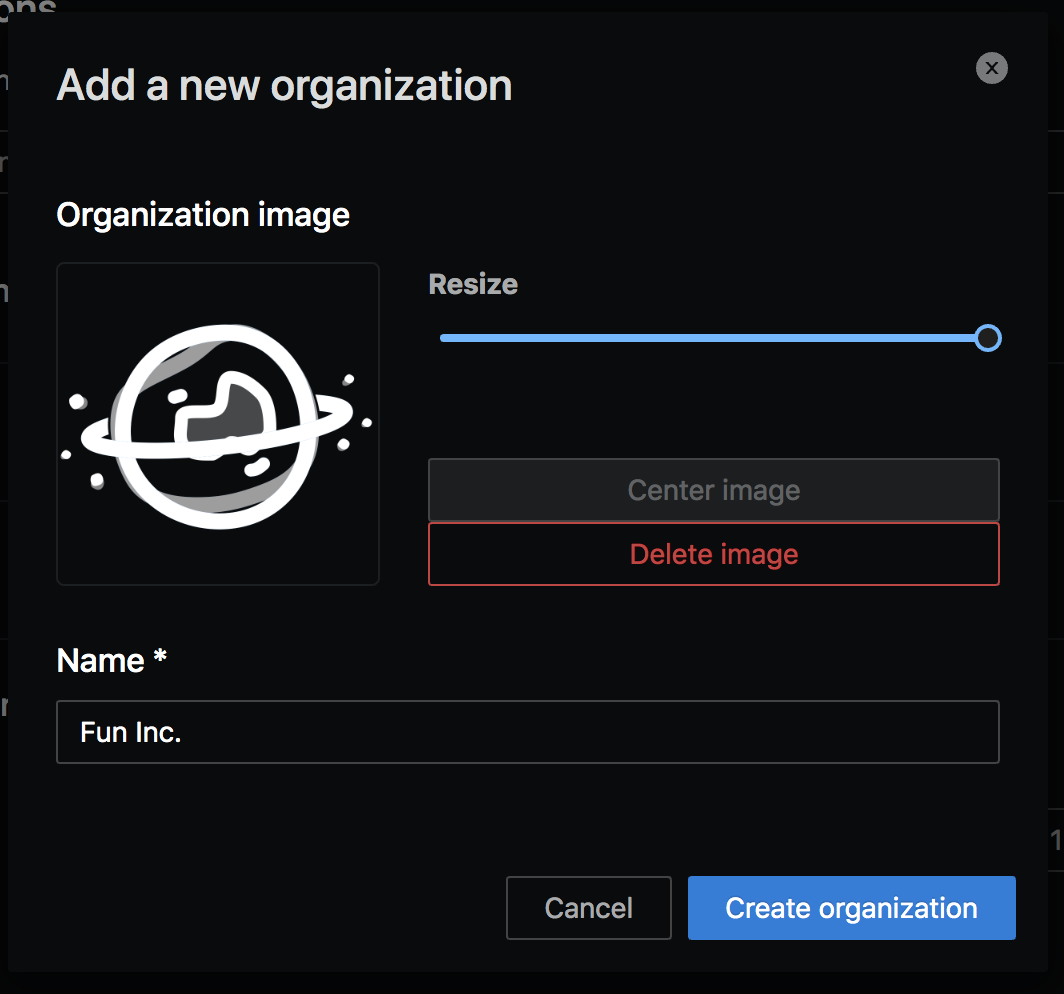 Add a new organization
Organization image
Resize
Center image
Delete image
Name *
Fun Inc.
Cancel
Create organization